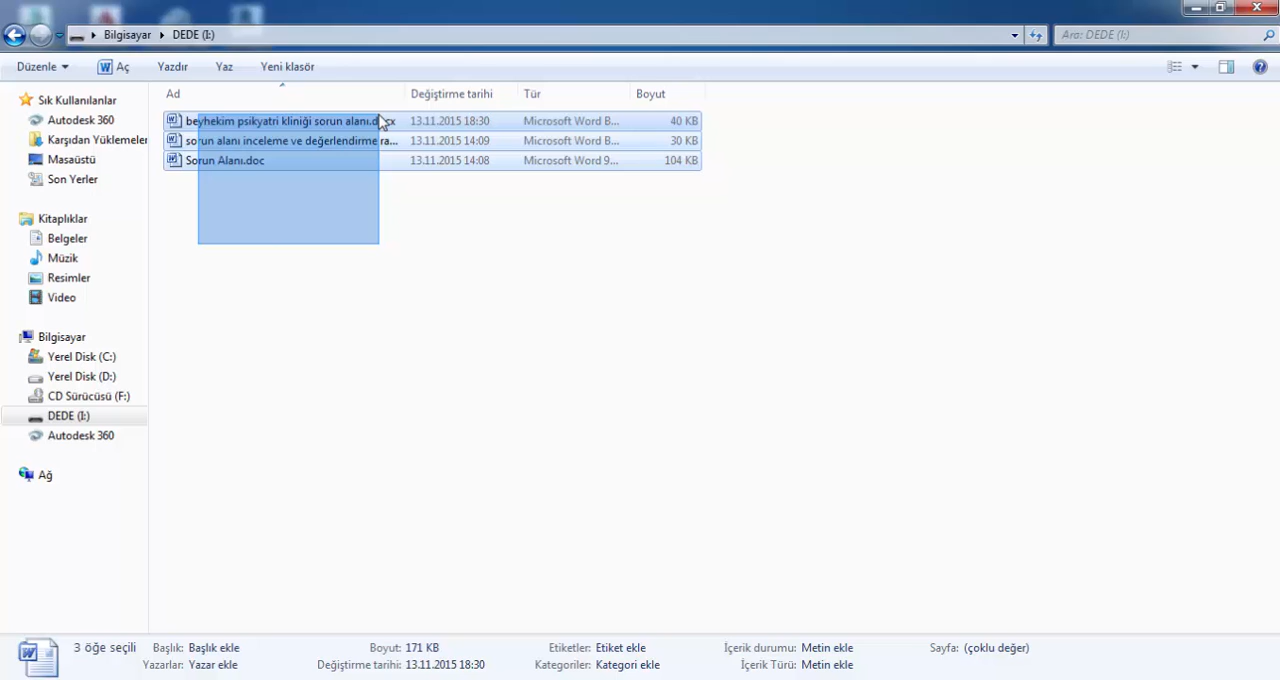 Bilgisayar DEDE (I:) Ara: DEDE (I:)
Düzenle Aç Yazdır Yaz Yeni klasör
Ad Değiştirme tarihi Tür Boyut
beyhekim psikyatri kliniği sorun alanı.docx 13.11.2015 18:30 Microsoft Word B... 40 KB
sorun alanı inceleme ve değerlendirme ra... 13.11.2015 14:09 Microsoft Word B... 30 KB
Sorun Alanı.doc 13.11.2015 14:08 Microsoft Word 9... 104 KB
Sık Kullanılanlar
Autodesk 360
Karşıdan Yüklemeler
Masaüstü
Son Yerler
Kitaplıklar
Belgeler
Müzik
Resimler
Video
Bilgisayar
Yerel Disk (C:)
Yerel Disk (D:)
CD Sürücüsü (F:)
DEDE (I:)
Autodesk 360
Ağ
3 öğe seçili Başlık: Başlık ekle Boyut: 171 KB Etiketler: Etiket ekle İçerik durumu: Metin ekle Sayfa: (çoklu değer)
Yazarlar: Yazar ekle Değiştirme tarihi: 13.11.2015 18:30 Kategoriler: Kategori ekle İçerik Türü: Metin ekle